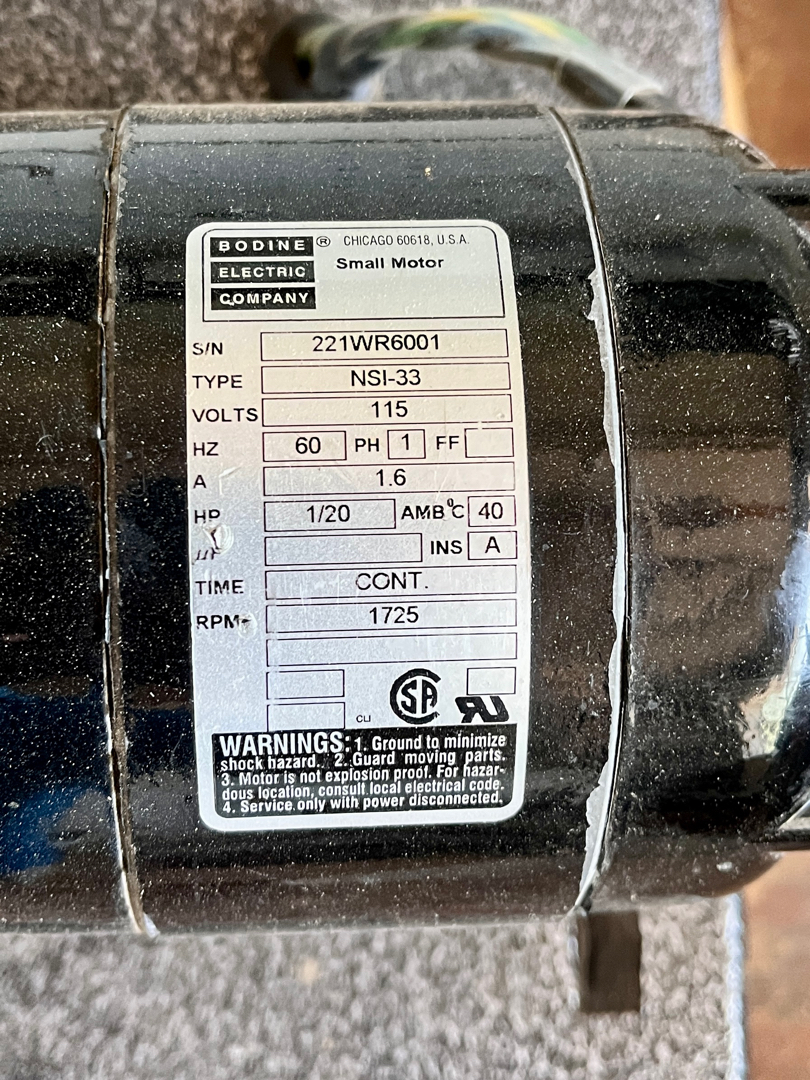 BODINE ® CHICAGO 60618, U.S.A.
ELECTRIC Small Motor
COMPANY
S/N 221WR6001
TYPE NSI-33
VOLTS 115
HZ 60 PH 1 FF
A 1.6
HP 1/20 AMB°C 40
INS A
TIME CONT.
RPM 1725
SA
UR
WARNINGS: 1. Ground to minimize
shock hazard. 2. Guard moving parts.
3. Motor is not explosion proof. For hazar-
dous location, consult local electrical code.
4. Service only with power disconnected.